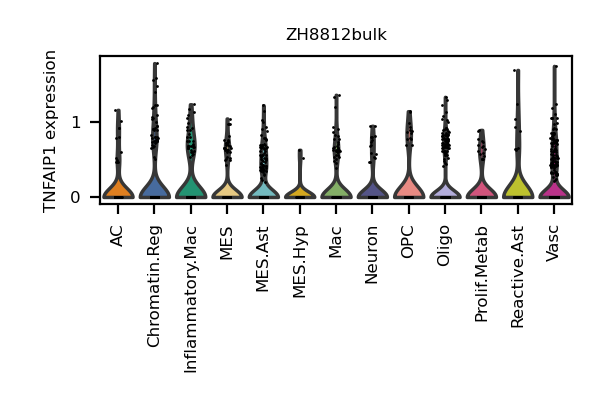 ZH8812bulk
TNFAIP1 expression
1
0
AC
Chromatin.Reg
Inflammatory.Mac
MES
MES.Ast
MES.Hyp
Mac
Neuron
OPC
Oligo
Prolif.Metab
Reactive.Ast
Vasc